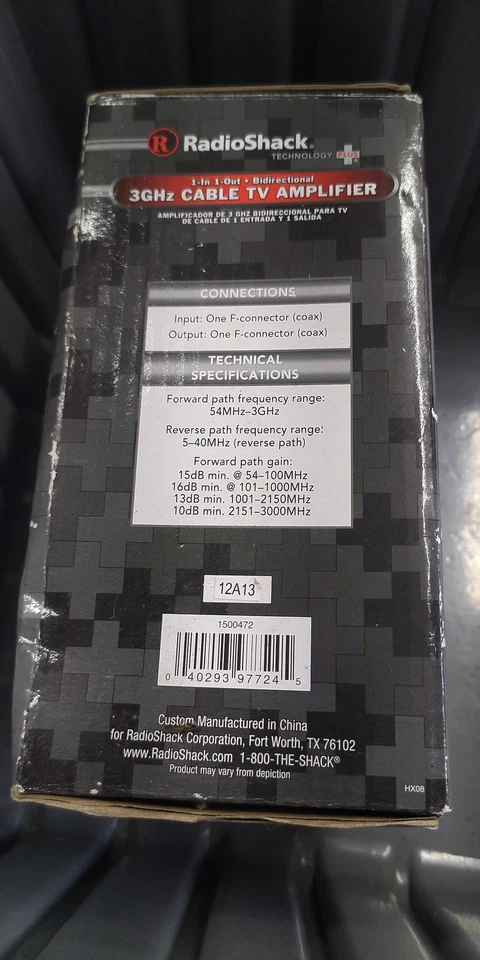 R RadioShack®
TECHNOLOGY PLUS
1-In 1-Out • Bidirectional
3GHz CABLE TV AMPLIFIER
AMPLIFICADOR DE 3 GHZ BIDIRECCIONAL PARA TV
DE CABLE DE 1 ENTRADA Y 1 SALIDA
CONNECTIONS
Input: One F-connector (coax)
Output: One F-connector (coax)
TECHNICAL
SPECIFICATIONS
Forward path frequency range:
54MHz–3GHz
Reverse path frequency range:
5–40MHz (reverse path)
Forward path gain:
15dB min. @ 54–100MHz
16dB min. @ 101–1000MHz
13dB min. 1001–2150MHz
10dB min. 2151–3000MHz
12A13
1500472
0 40293 97724 5
Custom Manufactured in China
for RadioShack Corporation, Fort Worth, TX 76102
www.RadioShack.com 1-800-THE-SHACK®
Product may vary from depiction
HX08